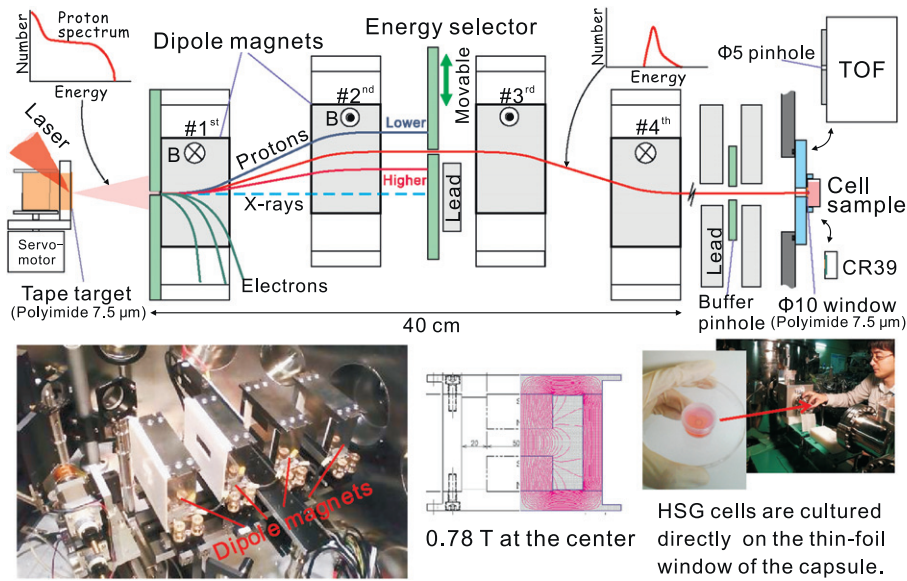 Number
Proton
spectrum
Energy
Laser
Dipole magnets
Energy selector
Number
Energy
Φ5 pinhole
TOF
Movable
#1st
B
#2nd
B
#3rd
#4th
Protons
Lower
Higher
X-rays
Electrons
Lead
Lead
Cell
sample
CR39
Servo-
motor
Tape target
(Polyimide 7.5 μm)
40 cm
Buffer
pinhole
Φ10 window
(Polyimide 7.5 μm)
Dipole magnets
20
50
0.78 T at the center
HSG cells are cultured
directly on the thin-foil
window of the capsule.